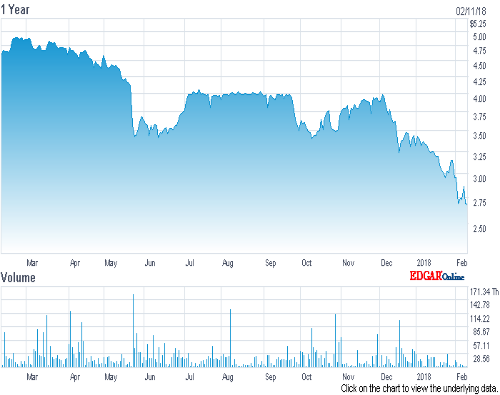 1 Year 02/11/18
$5.25
5.00
4.75
4.50
4.25
4.00
3.75
3.50
3.25
3.00
2.75
2.50
Mar Apr May Jun Jul Aug Sep Oct Nov Dec 2018 Feb
EDGAR Online
Volume
171.34 Th
142.78
114.22
85.67
57.11
28.56
Mar Apr May Jun Jul Aug Sep Oct Nov Dec 2018 Feb
Click on the chart to view the underlying data.